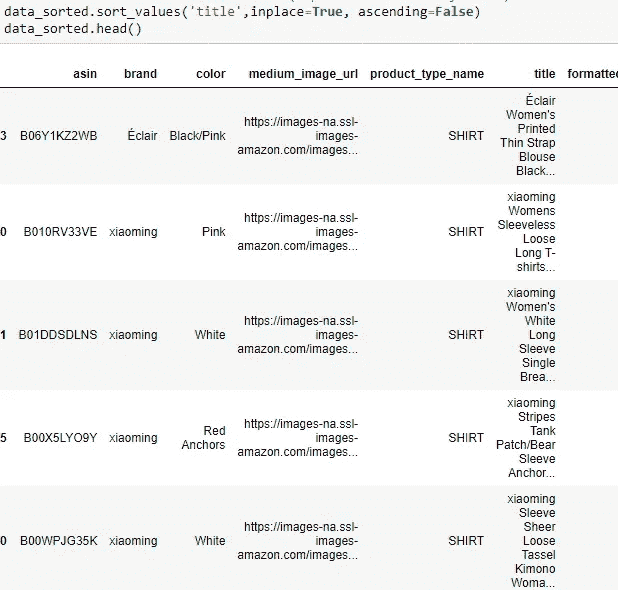 data_sorted.sort_values('title',inplace=True, ascending=False)
data_sorted.head()
asin brand color medium_image_url product_type_name title formatted
3 B06Y1KZ2WB Éclair Black/Pink https://images-na.ssl-images-amazon.com/images... SHIRT Éclair Women's Printed Thin Strap Blouse Black...
0 B010RV33VE xiaoming Pink https://images-na.ssl-images-amazon.com/images... SHIRT xiaoming Womens Sleeveless Loose Long T-shirts...
1 B01DDSDLNS xiaoming White https://images-na.ssl-images-amazon.com/images... SHIRT xiaoming Women's White Long Sleeve Single Brea...
5 B00X5LYO9Y xiaoming Red Anchors https://images-na.ssl-images-amazon.com/images... SHIRT xiaoming Stripes Tank Patch/Bear Sleeve Anchor...
0 B00WPJG35K xiaoming White https://images-na.ssl-images-amazon.com/images... SHIRT xiaoming Sleeve Sheer Loose Tassel Kimono Woma...